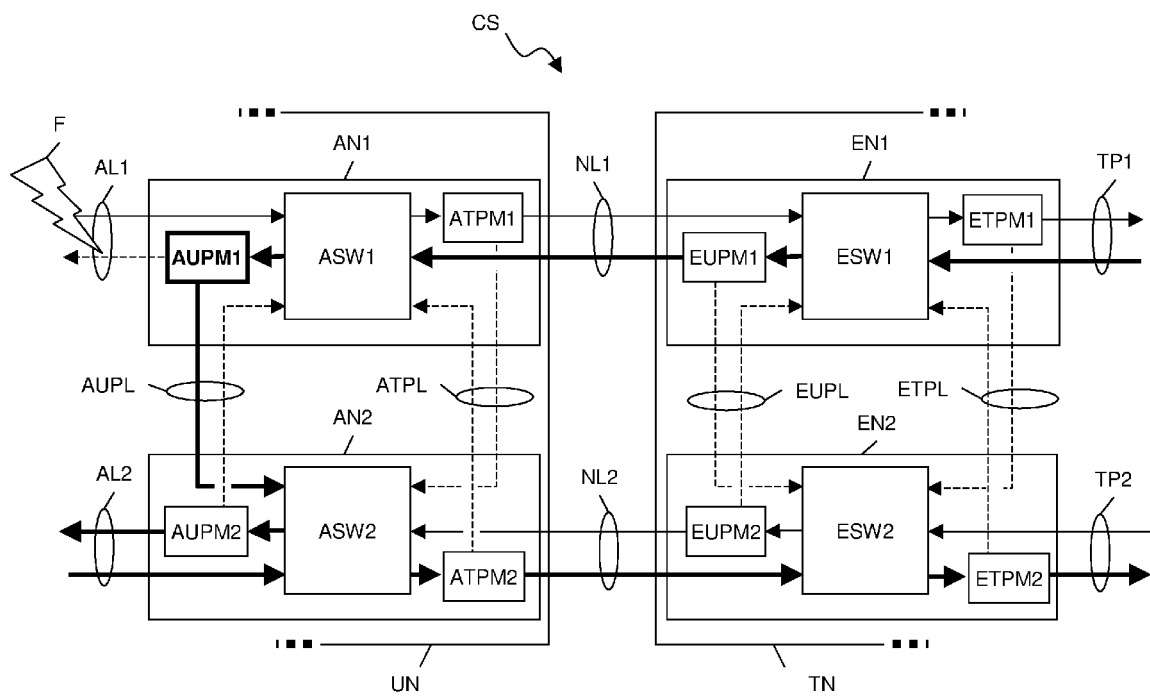 CS
F
AL1
AN1
NL1
EN1
TP1
ATPM1
ETPM1
AUPM1
ASW1
EUPM1
ESW1
AUPL
ATPL
EUPL
ETPL
AN2
EN2
AL2
NL2
TP2
AUPM2
ASW2
EUPM2
ESW2
ATPM2
ETPM2
UN
TN